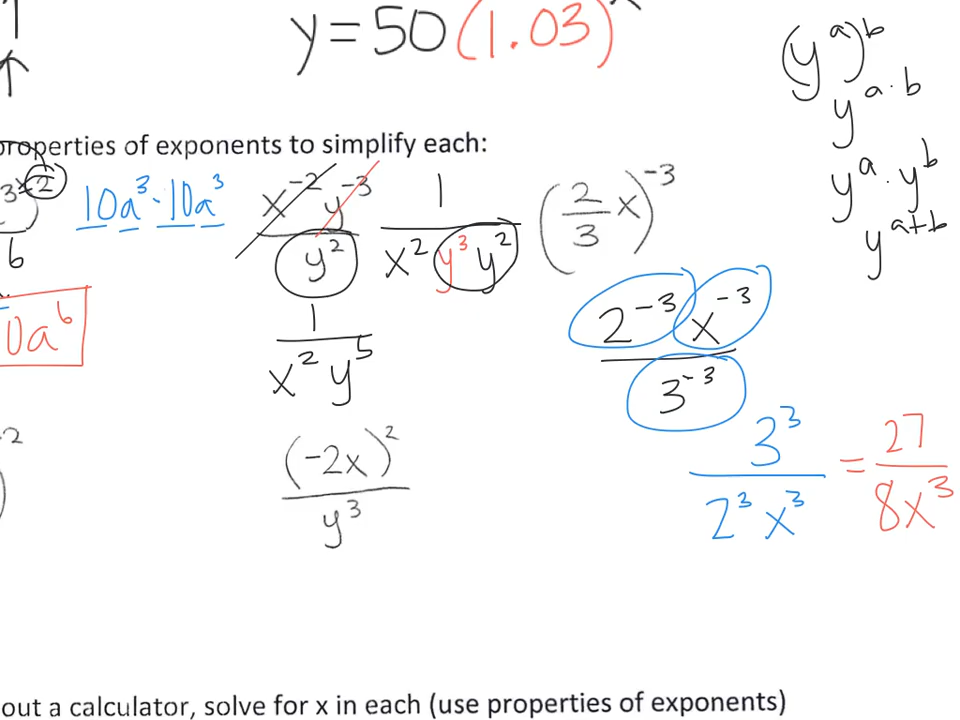 y = 50 (1.03)
(y^a)^b
y^{a·b}
y^a · y^b
y^{a+b}
properties of exponents to simplify each:
10a^3 · 10a^3
x^{-2} y^{-3} / y^2
1 / x^2 y^3 y^2
(2/3 x)^{-3}
6
0a^6
1 / x^2 y^5
2^{-3} x^{-3} / 3^{-3}
(-2x)^2 / y^3
3^3 / 2^3 x^3 = 27 / 8x^3
out a calculator, solve for x in each (use properties of exponents)